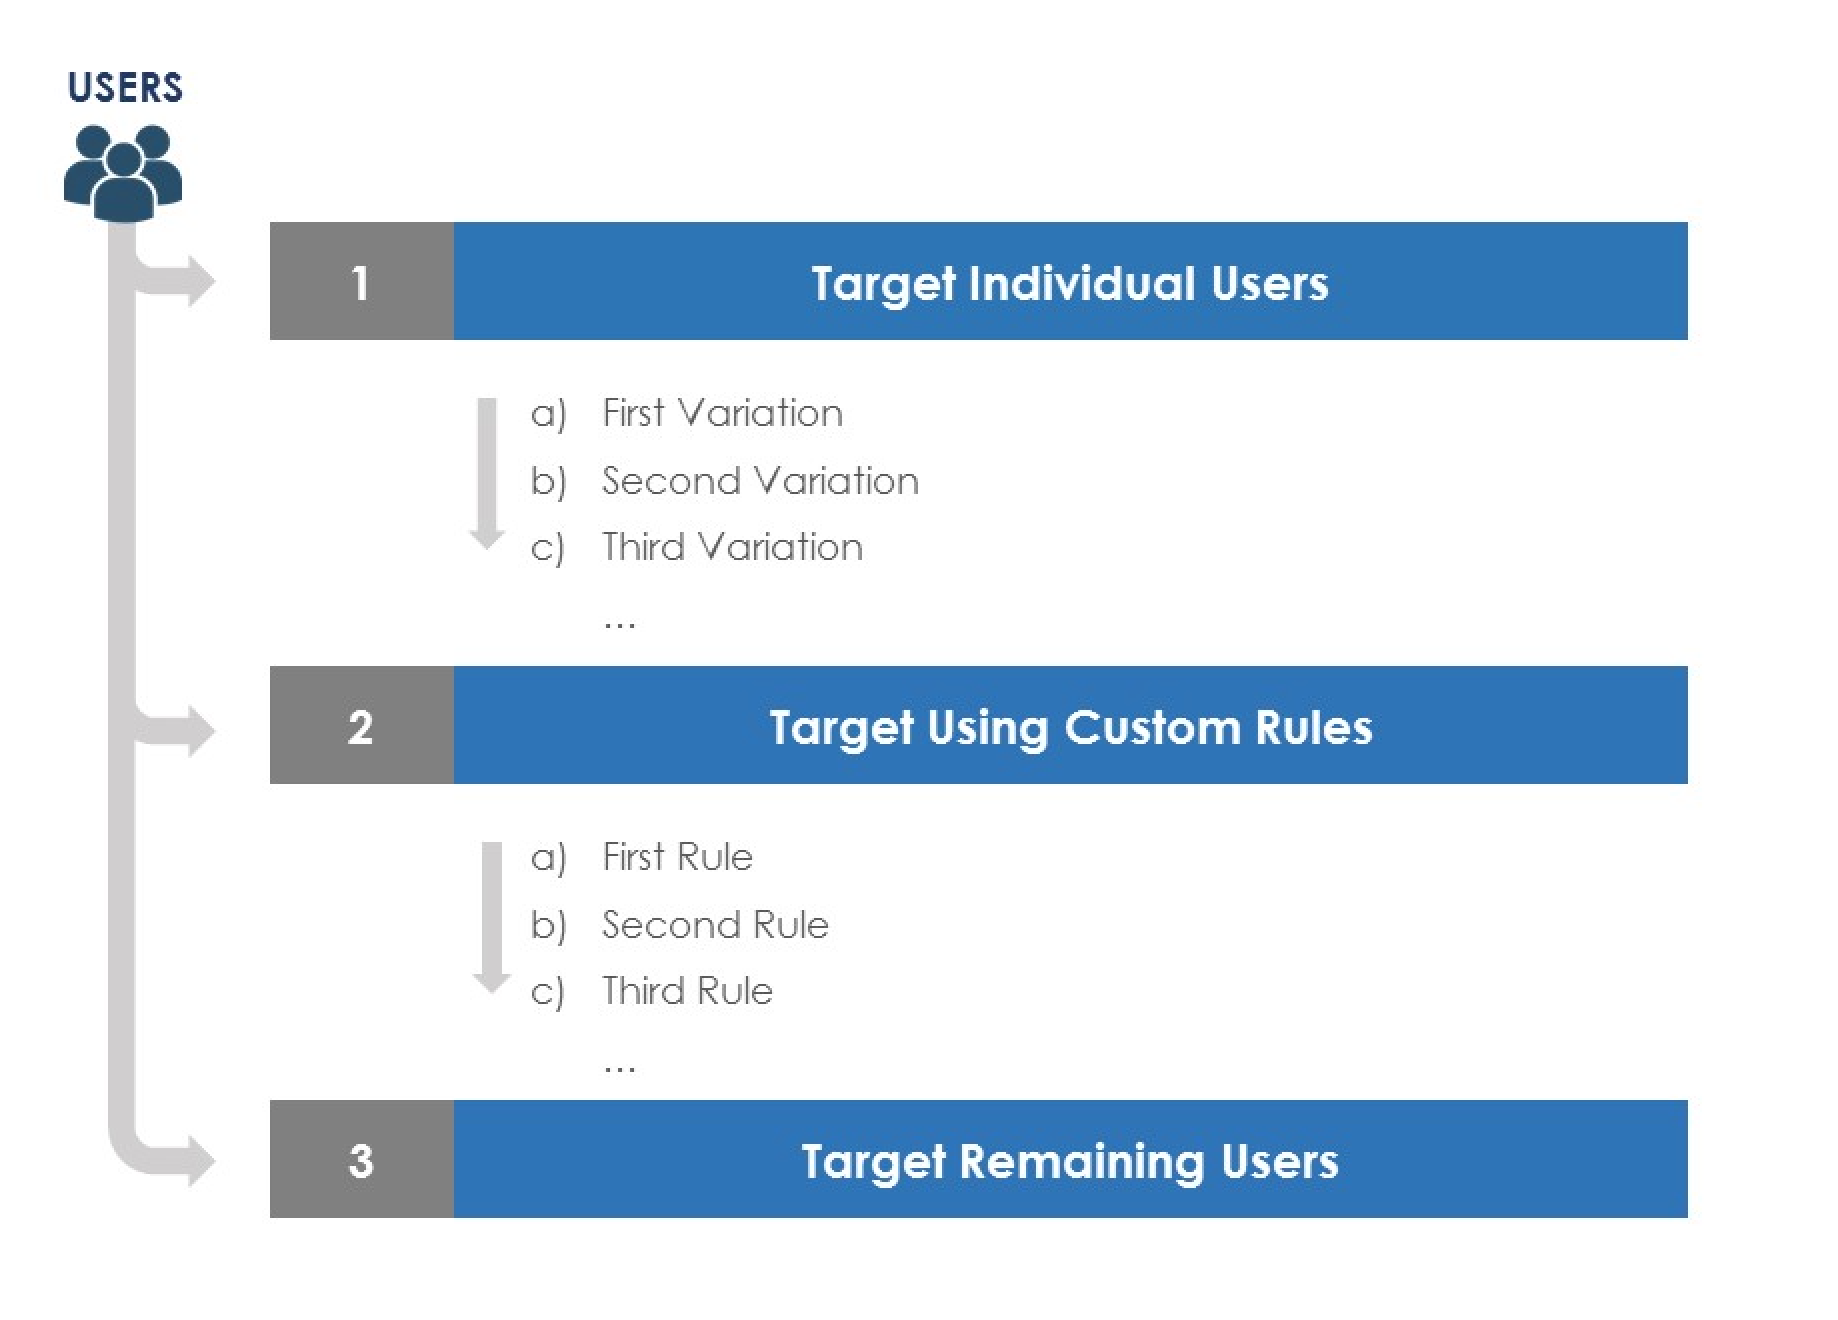 USERS
1 Target Individual Users
a) First Variation
b) Second Variation
c) Third Variation
...
2 Target Using Custom Rules
a) First Rule
b) Second Rule
c) Third Rule
...
3 Target Remaining Users